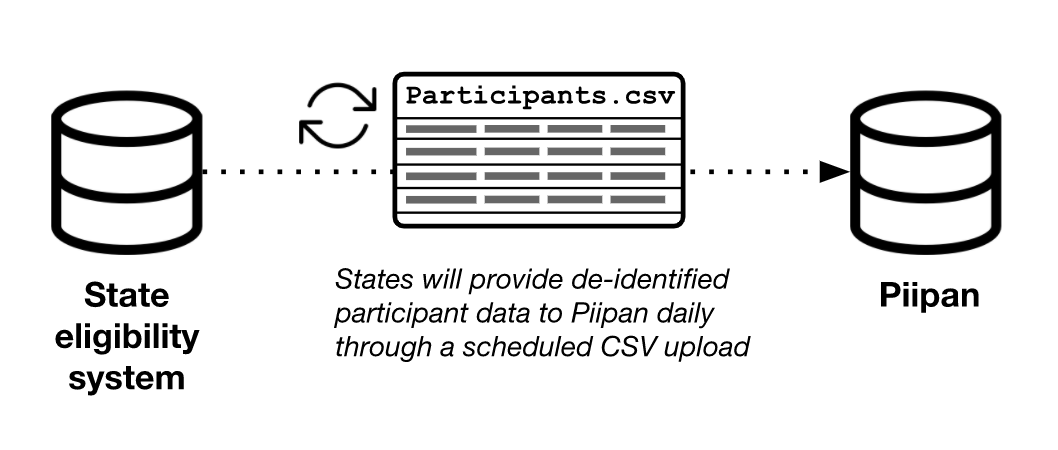 Participants.csv
States will provide de-identified
participant data to Piipan daily
through a scheduled CSV upload
State
eligibility
system
Piipan